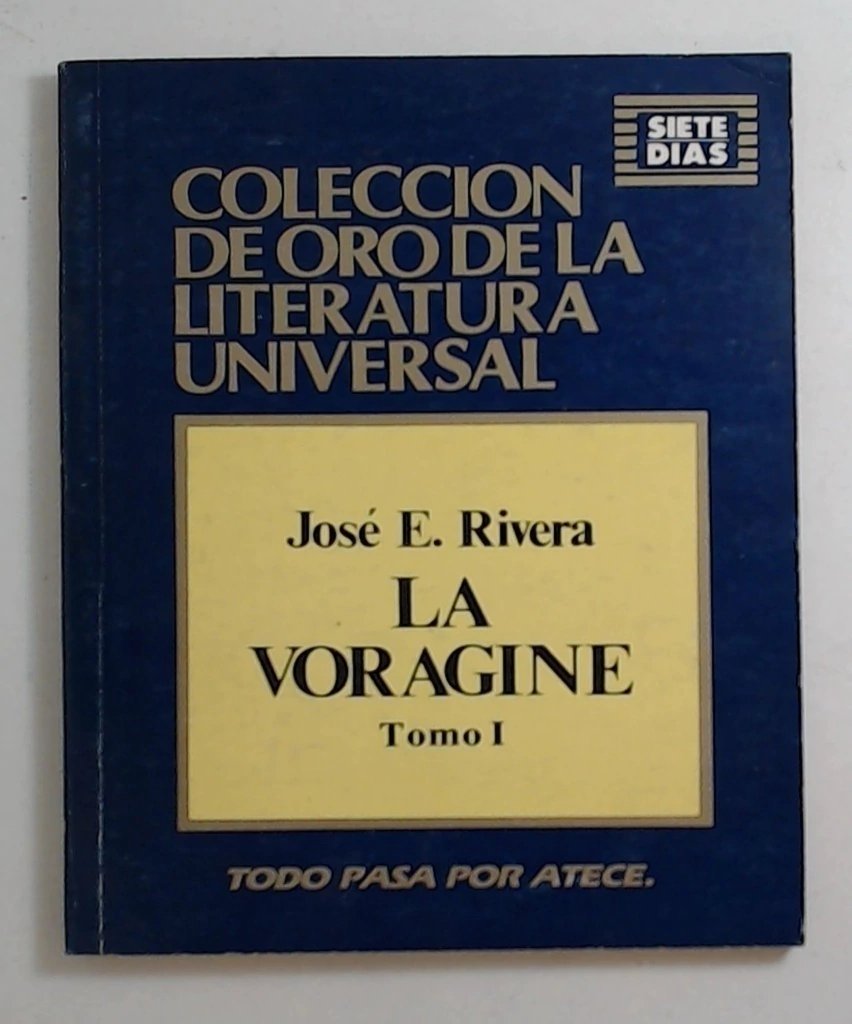 SIETE
DIAS
COLECCION
DE ORO DE LA
LITERATURA
UNIVERSAL
José E. Rivera
LA
VORAGINE
Tomo I
TODO PASA POR ATECE.